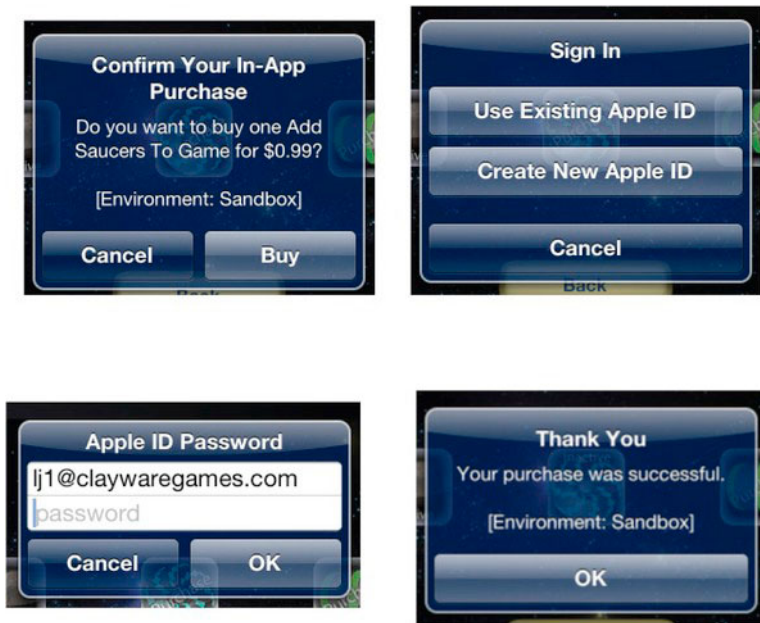 Confirm Your In-App
Purchase
Do you want to buy one Add
Saucers To Game for $0.99?
[Environment: Sandbox]
Cancel
Buy
Back
Sign In
Use Existing Apple ID
Create New Apple ID
Cancel
Back
Apple ID Password
lj1@claywaregames.com
password
Cancel
OK
Thank You
Your purchase was successful.
[Environment: Sandbox]
OK